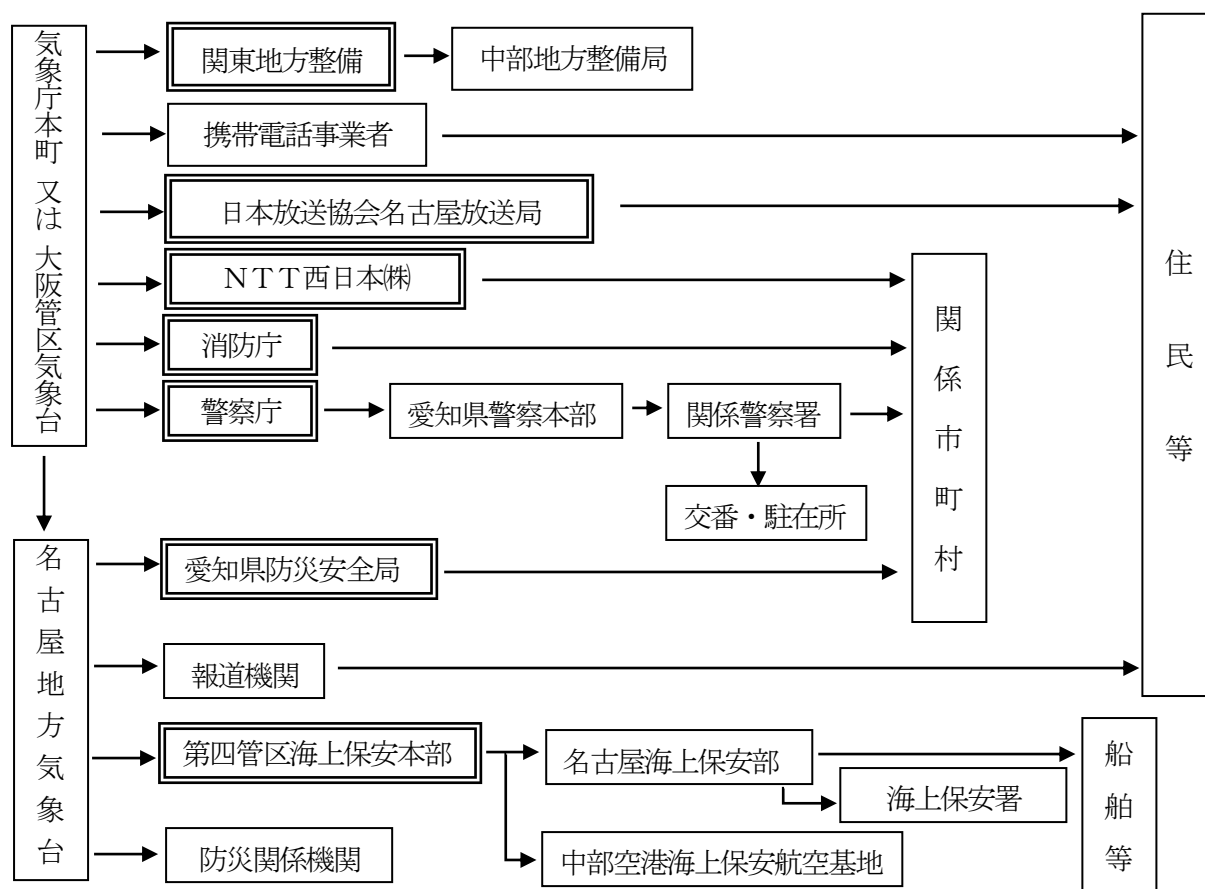 気象庁本町 又は 大阪管区気象台
関東地方整備
中部地方整備局
携帯電話事業者
日本放送協会名古屋放送局
ＮＴＴ西日本㈱
消防庁
警察庁
愛知県警察本部
関係警察署
交番・駐在所
関係市町村
住民等
名古屋地方気象台
愛知県防災安全局
報道機関
第四管区海上保安本部
名古屋海上保安部
海上保安署
中部空港海上保安航空基地
防災関係機関
船舶等